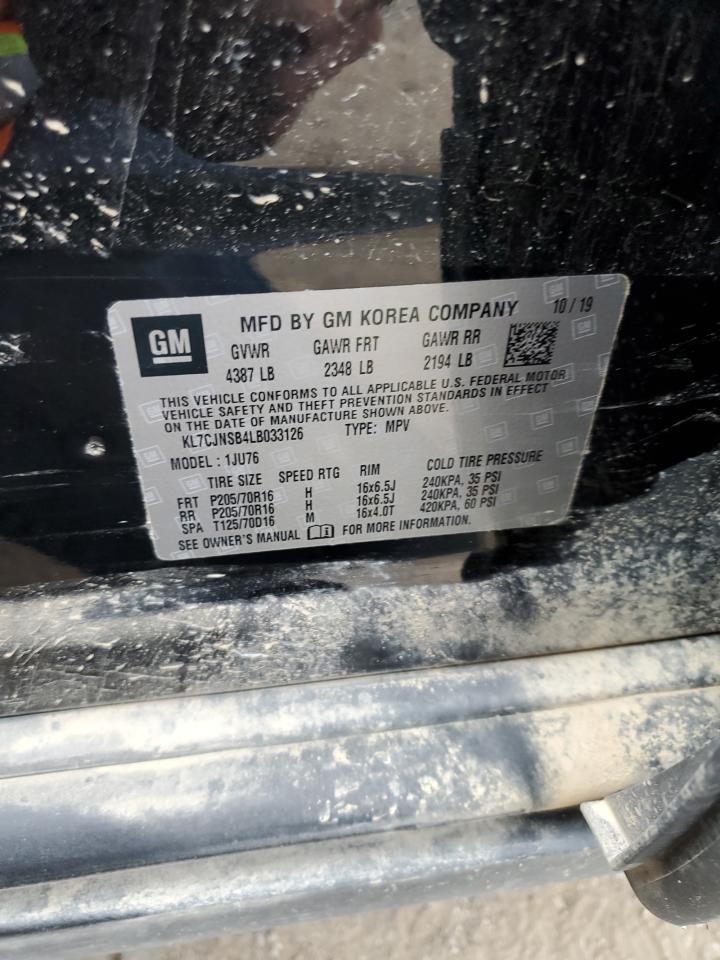 GM MFD BY GM KOREA COMPANY 10 / 19
GVWR GAWR FRT GAWR RR
4387 LB 2348 LB 2194 LB
THIS VEHICLE CONFORMS TO ALL APPLICABLE U.S. FEDERAL MOTOR
VEHICLE SAFETY AND THEFT PREVENTION STANDARDS IN EFFECT
ON THE DATE OF MANUFACTURE SHOWN ABOVE.
KL7CJNSB4LB033126 TYPE: MPV
MODEL : 1JU76
TIRE SIZE SPEED RTG RIM COLD TIRE PRESSURE
FRT P205/70R16 H 16x6.5J 240KPA, 35 PSI
RR P205/70R16 H 16x6.5J 240KPA, 35 PSI
SPA T125/70D16 M 16x4.0T 420KPA, 60 PSI
SEE OWNER'S MANUAL FOR MORE INFORMATION.